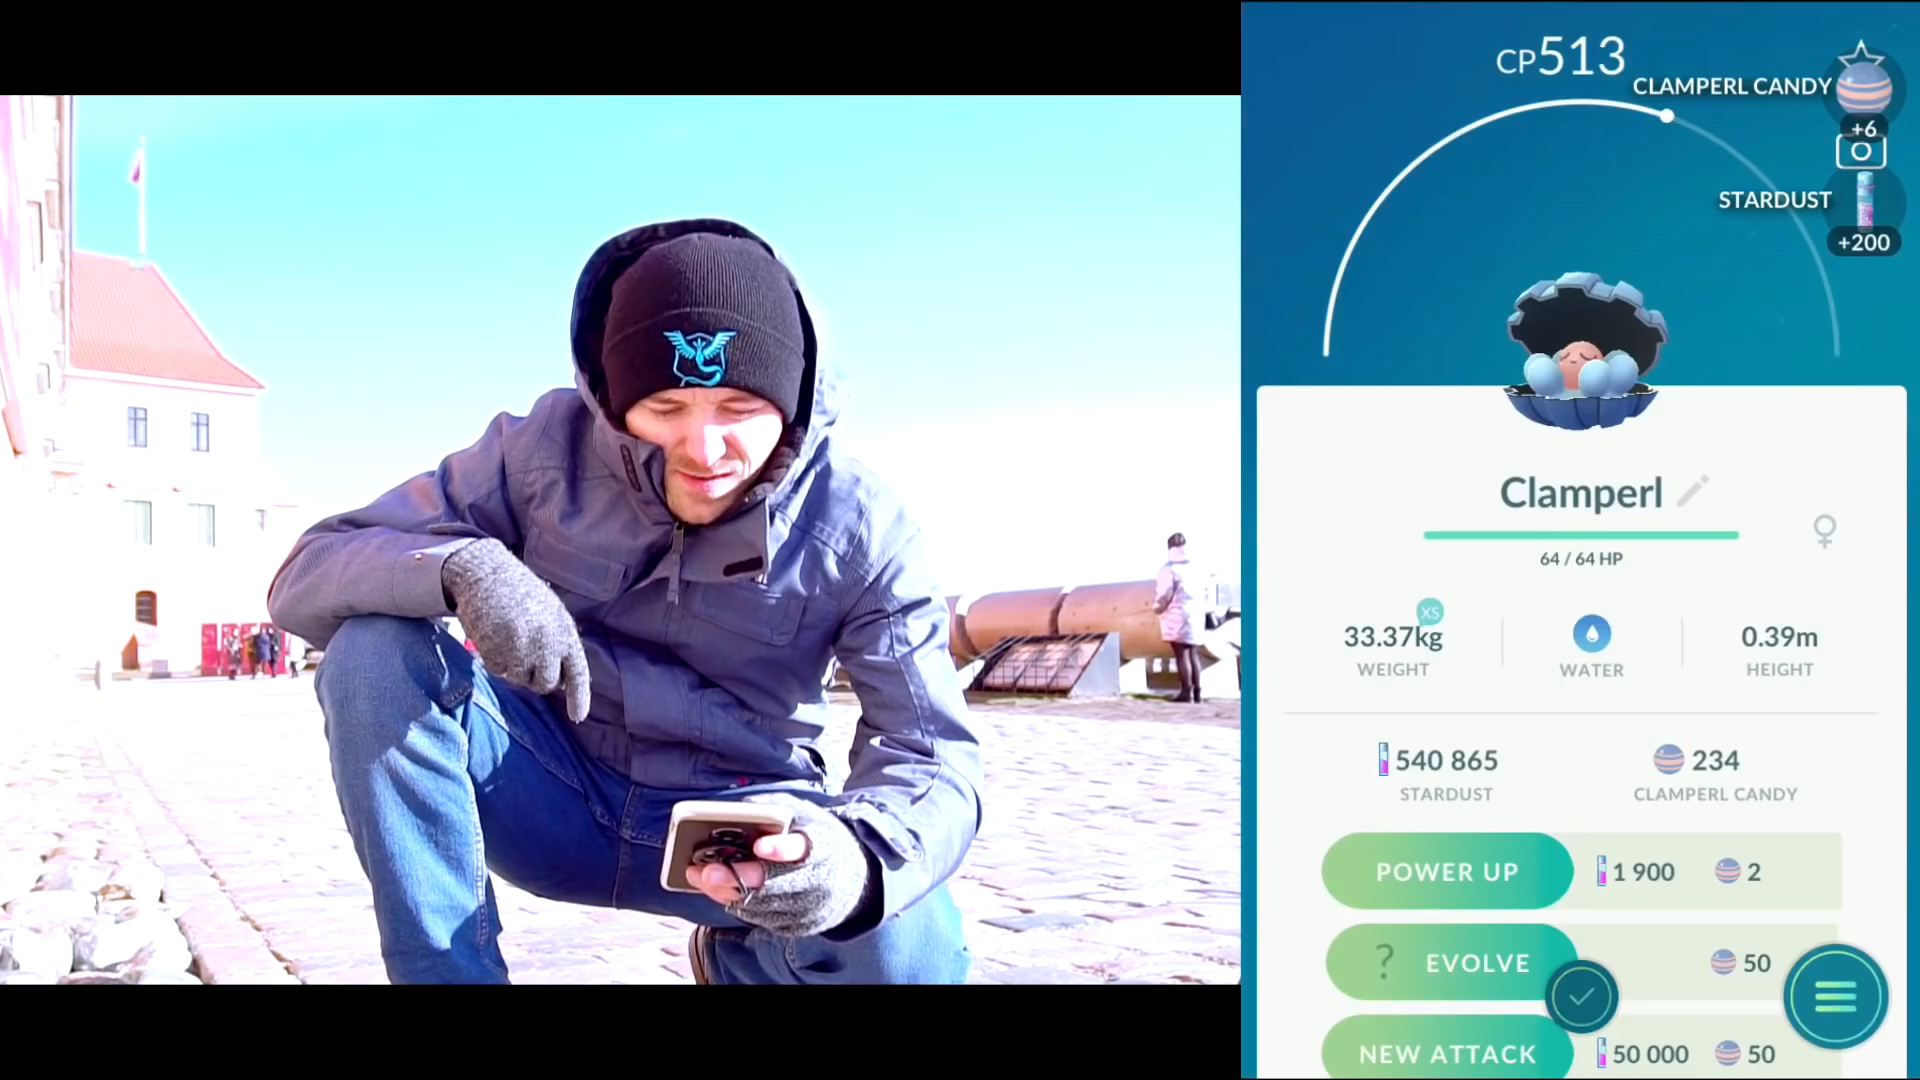 CP513
CLAMPERL CANDY
+6
STARDUST
+200
Clamperl
64 / 64 HP
XS
33.37kg
WEIGHT
WATER
0.39m
HEIGHT
540 865
STARDUST
234
CLAMPERL CANDY
POWER UP 1 900 2
? EVOLVE 50
NEW ATTACK 50 000 50